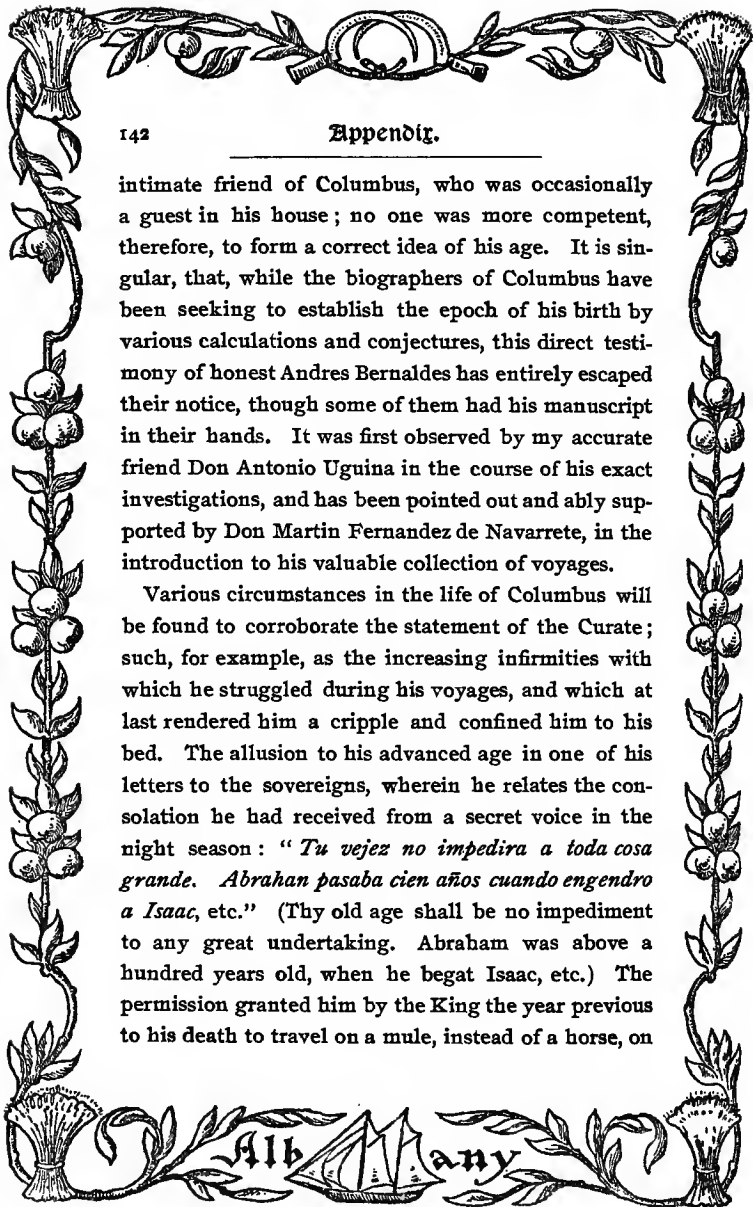 142 Appendix.
intimate friend of Columbus, who was occasionally
a guest in his house; no one was more competent,
therefore, to form a correct idea of his age. It is sin-
gular, that, while the biographers of Columbus have
been seeking to establish the epoch of his birth by
various calculations and conjectures, this direct testi-
mony of honest Andres Bernaldes has entirely escaped
their notice, though some of them had his manuscript
in their hands. It was first observed by my accurate
friend Don Antonio Uguina in the course of his exact
investigations, and has been pointed out and ably sup-
ported by Don Martin Fernandez de Navarrete, in the
introduction to his valuable collection of voyages.
Various circumstances in the life of Columbus will
be found to corroborate the statement of the Curate;
such, for example, as the increasing infirmities with
which he struggled during his voyages, and which at
last rendered him a cripple and confined him to his
bed. The allusion to his advanced age in one of his
letters to the sovereigns, wherein he relates the con-
solation he had received from a secret voice in the
night season: "Tu vejez no impedira a toda cosa
grande. Abrahan pasaba cien años cuando engendro
a Isaac, etc." (Thy old age shall be no impediment
to any great undertaking. Abraham was above a
hundred years old, when he begat Isaac, etc.) The
permission granted him by the King the year previous
to his death to travel on a mule, instead of a horse, on
Albany